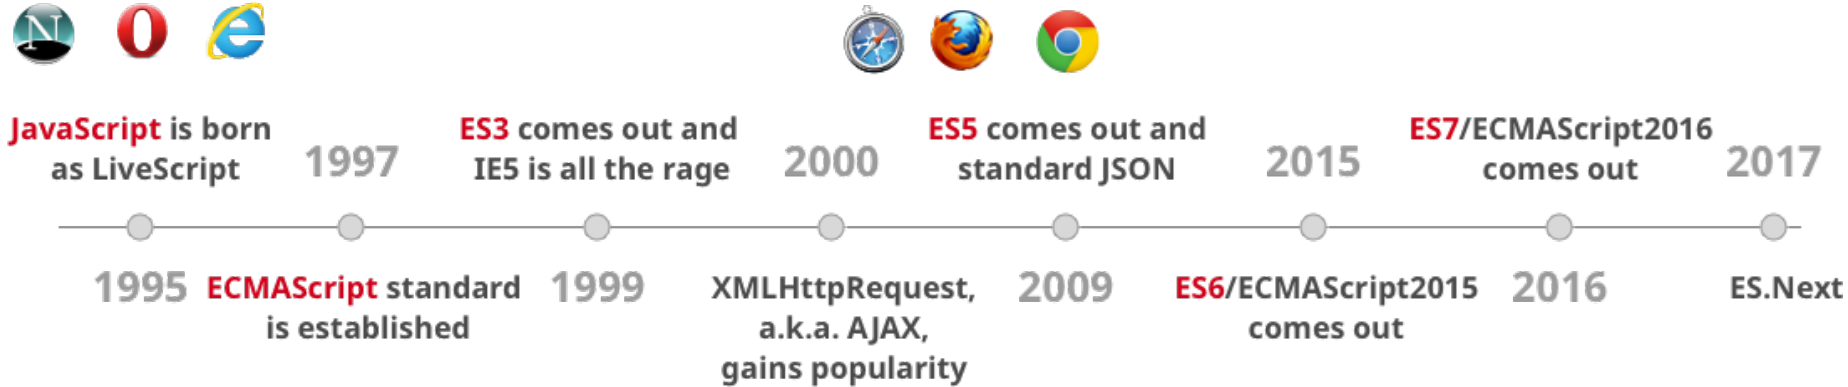 N
JavaScript is born
as LiveScript
1995
1997
ECMAScript standard
is established
ES3 comes out and
IE5 is all the rage
1999
2000
XMLHttpRequest,
a.k.a. AJAX,
gains popularity
ES5 comes out and
standard JSON
2009
2015
ES6/ECMAScript2015
comes out
ES7/ECMAScript2016
comes out
2016
2017
ES.Next